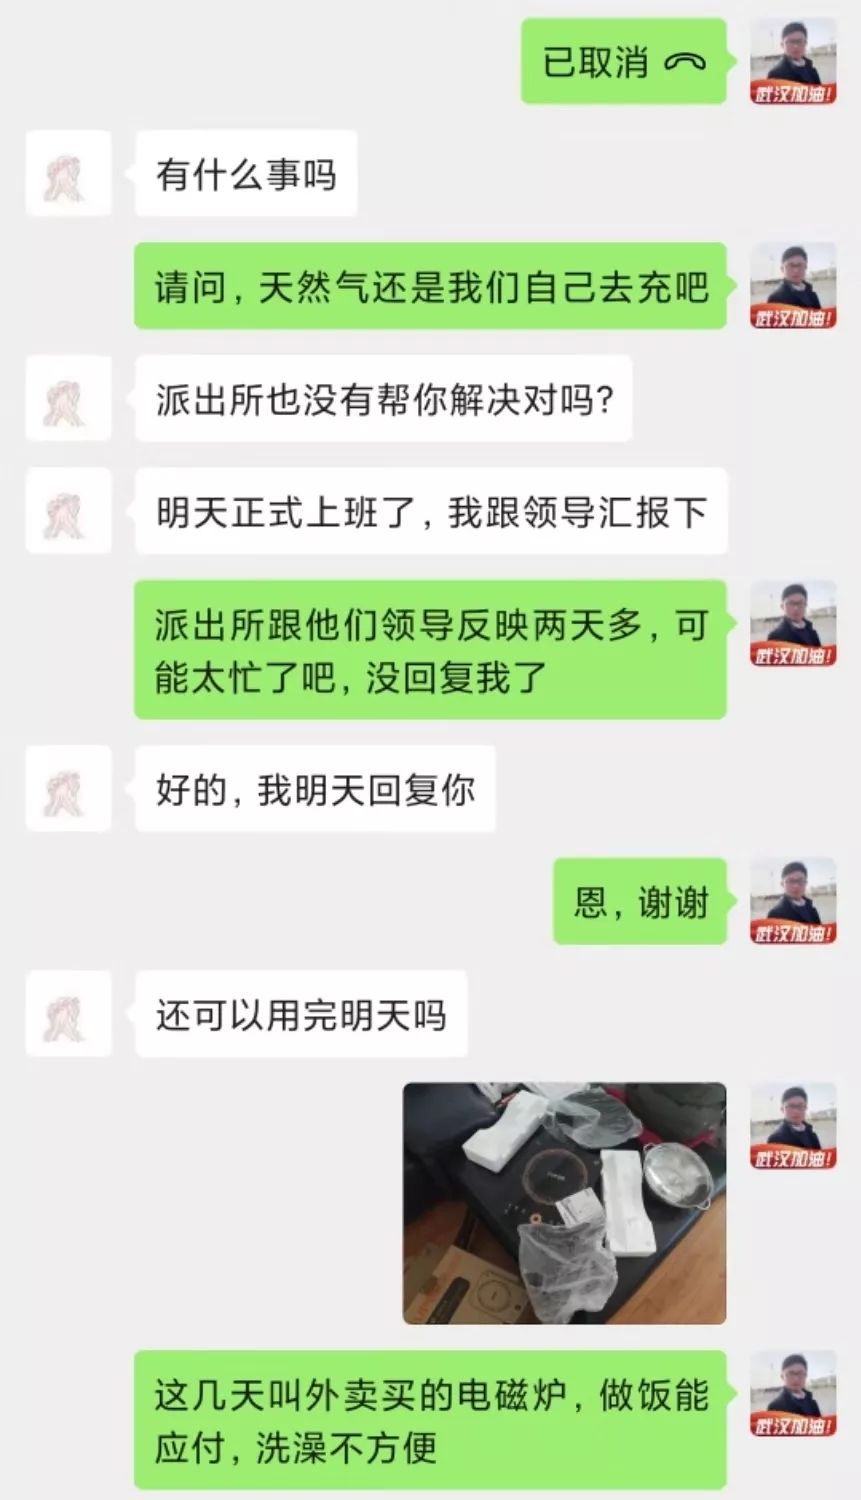 已取消
武汉加油!
有什么事吗
请问，天然气还是我们自己去充吧
武汉加油!
派出所也没有帮你解决对吗?
明天正式上班了，我跟领导汇报下
派出所跟他们领导反映两天多，可
能太忙了吧，没回复我了
武汉加油!
好的，我明天回复你
恩，谢谢
武汉加油!
还可以用完明天吗
武汉加油!
这几天叫外卖买的电磁炉，做饭能
应付，洗澡不方便
武汉加油!